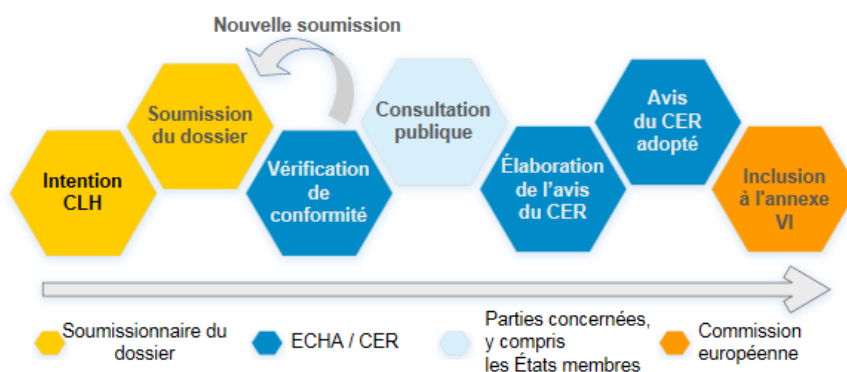 Nouvelle soumission
Intention
CLH
Soumission
du dossier
Vérification
de
conformité
Consultation
publique
Élaboration
de l’avis
du CER
Avis
du CER
adopté
Inclusion
à l'annexe
VI
Soumissionnaire du
dossier
ECHA / CER
Parties concernées,
y compris
les États membres
Commission
européenne